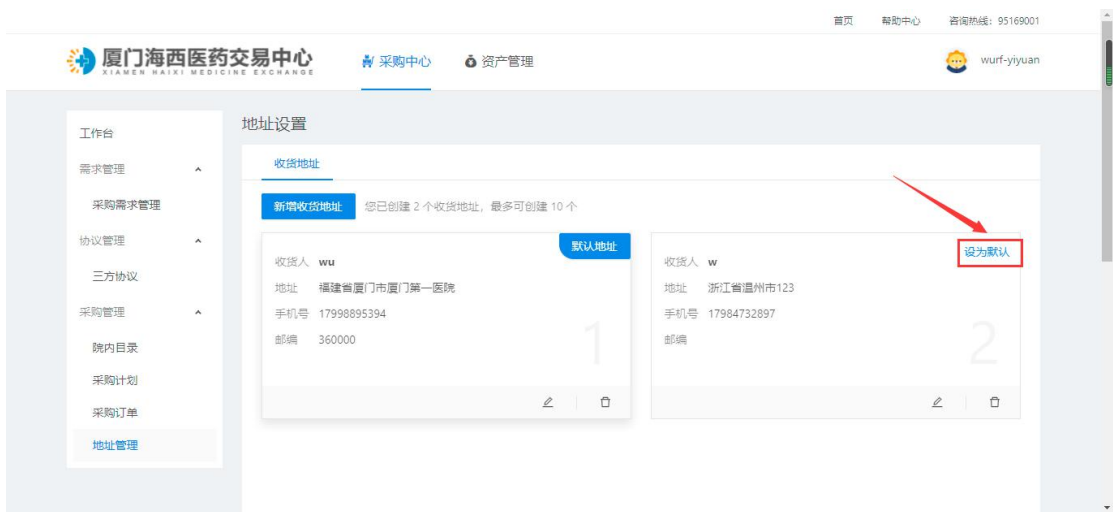 首页 帮助中心 咨询热线：95169001
厦门海西医药交易中心
XIAMEN HAIXI MEDICINE EXCHANGE
采购中心 资产管理
wurf-yiyuan
工作台
需求管理
采购需求管理
协议管理
三方协议
采购管理
院内目录
采购计划
采购订单
地址管理
地址设置
收货地址
新增收货地址 您已创建 2 个收货地址，最多可创建 10 个
默认地址
收货人 wu
地址 福建省厦门市厦门第一医院
手机号 17998895394
邮编 360000
1
设为默认
收货人 w
地址 浙江省温州市123
手机号 17984732897
邮编
2